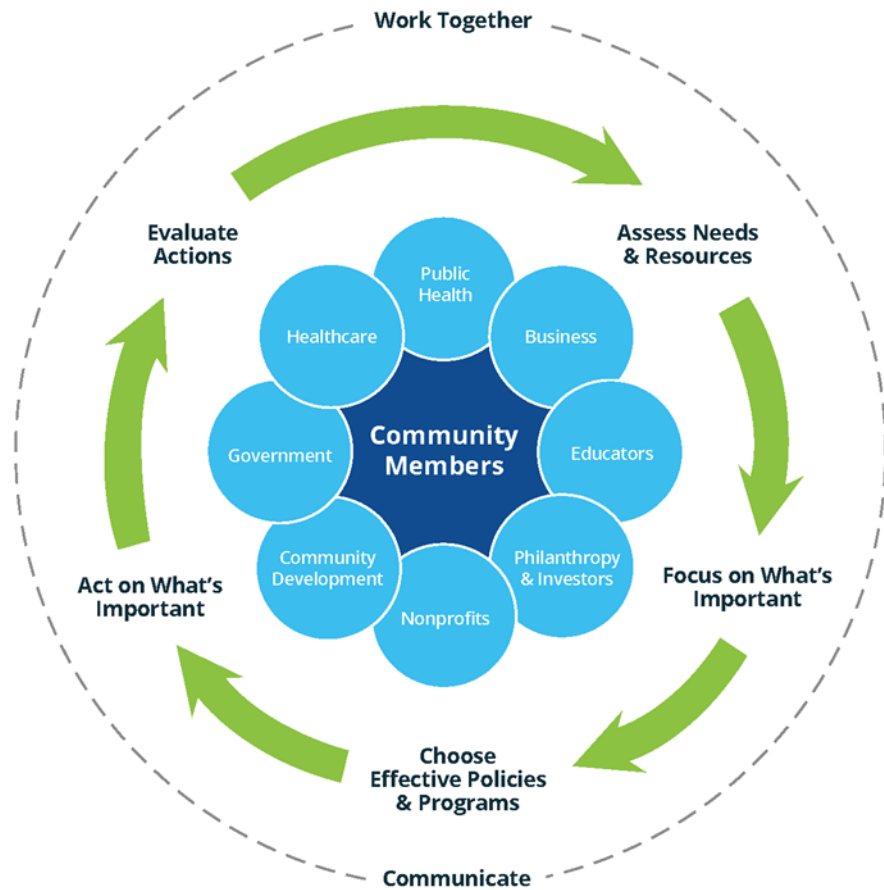 Work Together
Evaluate
Actions
Assess Needs
& Resources
Public
Health
Healthcare
Business
Community
Members
Government
Educators
Community
Development
Philanthropy
& Investors
Nonprofits
Act on What's
Important
Focus on What's
Important
Choose
Effective Policies
& Programs
Communicate